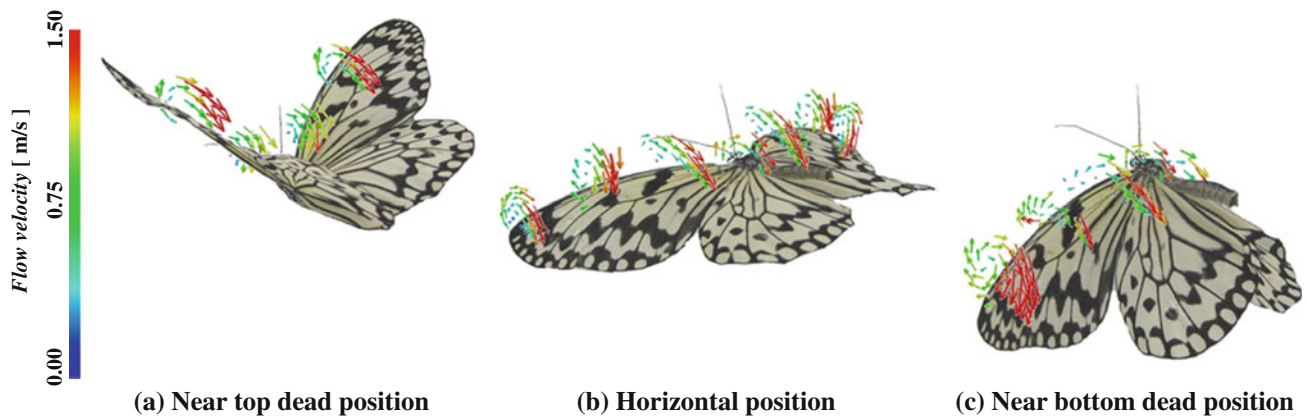 1.50
0.75
0.00
Flow velocity [ m/s]
(a) Near top dead position
(b) Horizontal position
(c) Near bottom dead position